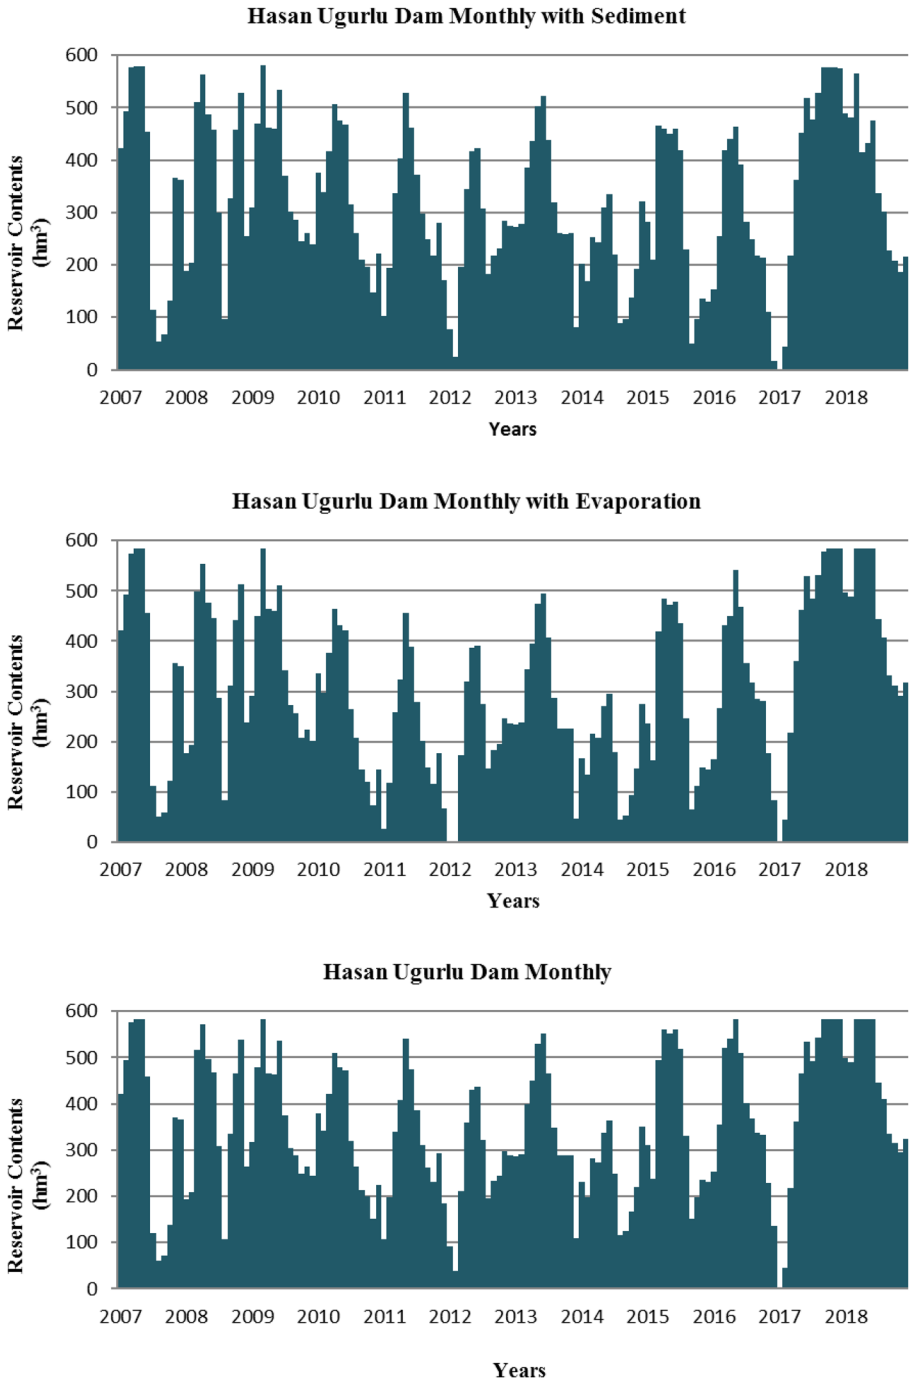 Hasan Ugurlu Dam Monthly with Sediment
Reservoir Contents
(hm³)
600
500
400
300
200
100
0
2007 2008 2009 2010 2011 2012 2013 2014 2015 2016 2017 2018
Years
Hasan Ugurlu Dam Monthly with Evaporation
Reservoir Contents
(hm³)
600
500
400
300
200
100
0
2007 2008 2009 2010 2011 2012 2013 2014 2015 2016 2017 2018
Years
Hasan Ugurlu Dam Monthly
Reservoir Contents
(hm³)
600
500
400
300
200
100
0
2007 2008 2009 2010 2011 2012 2013 2014 2015 2016 2017 2018
Years